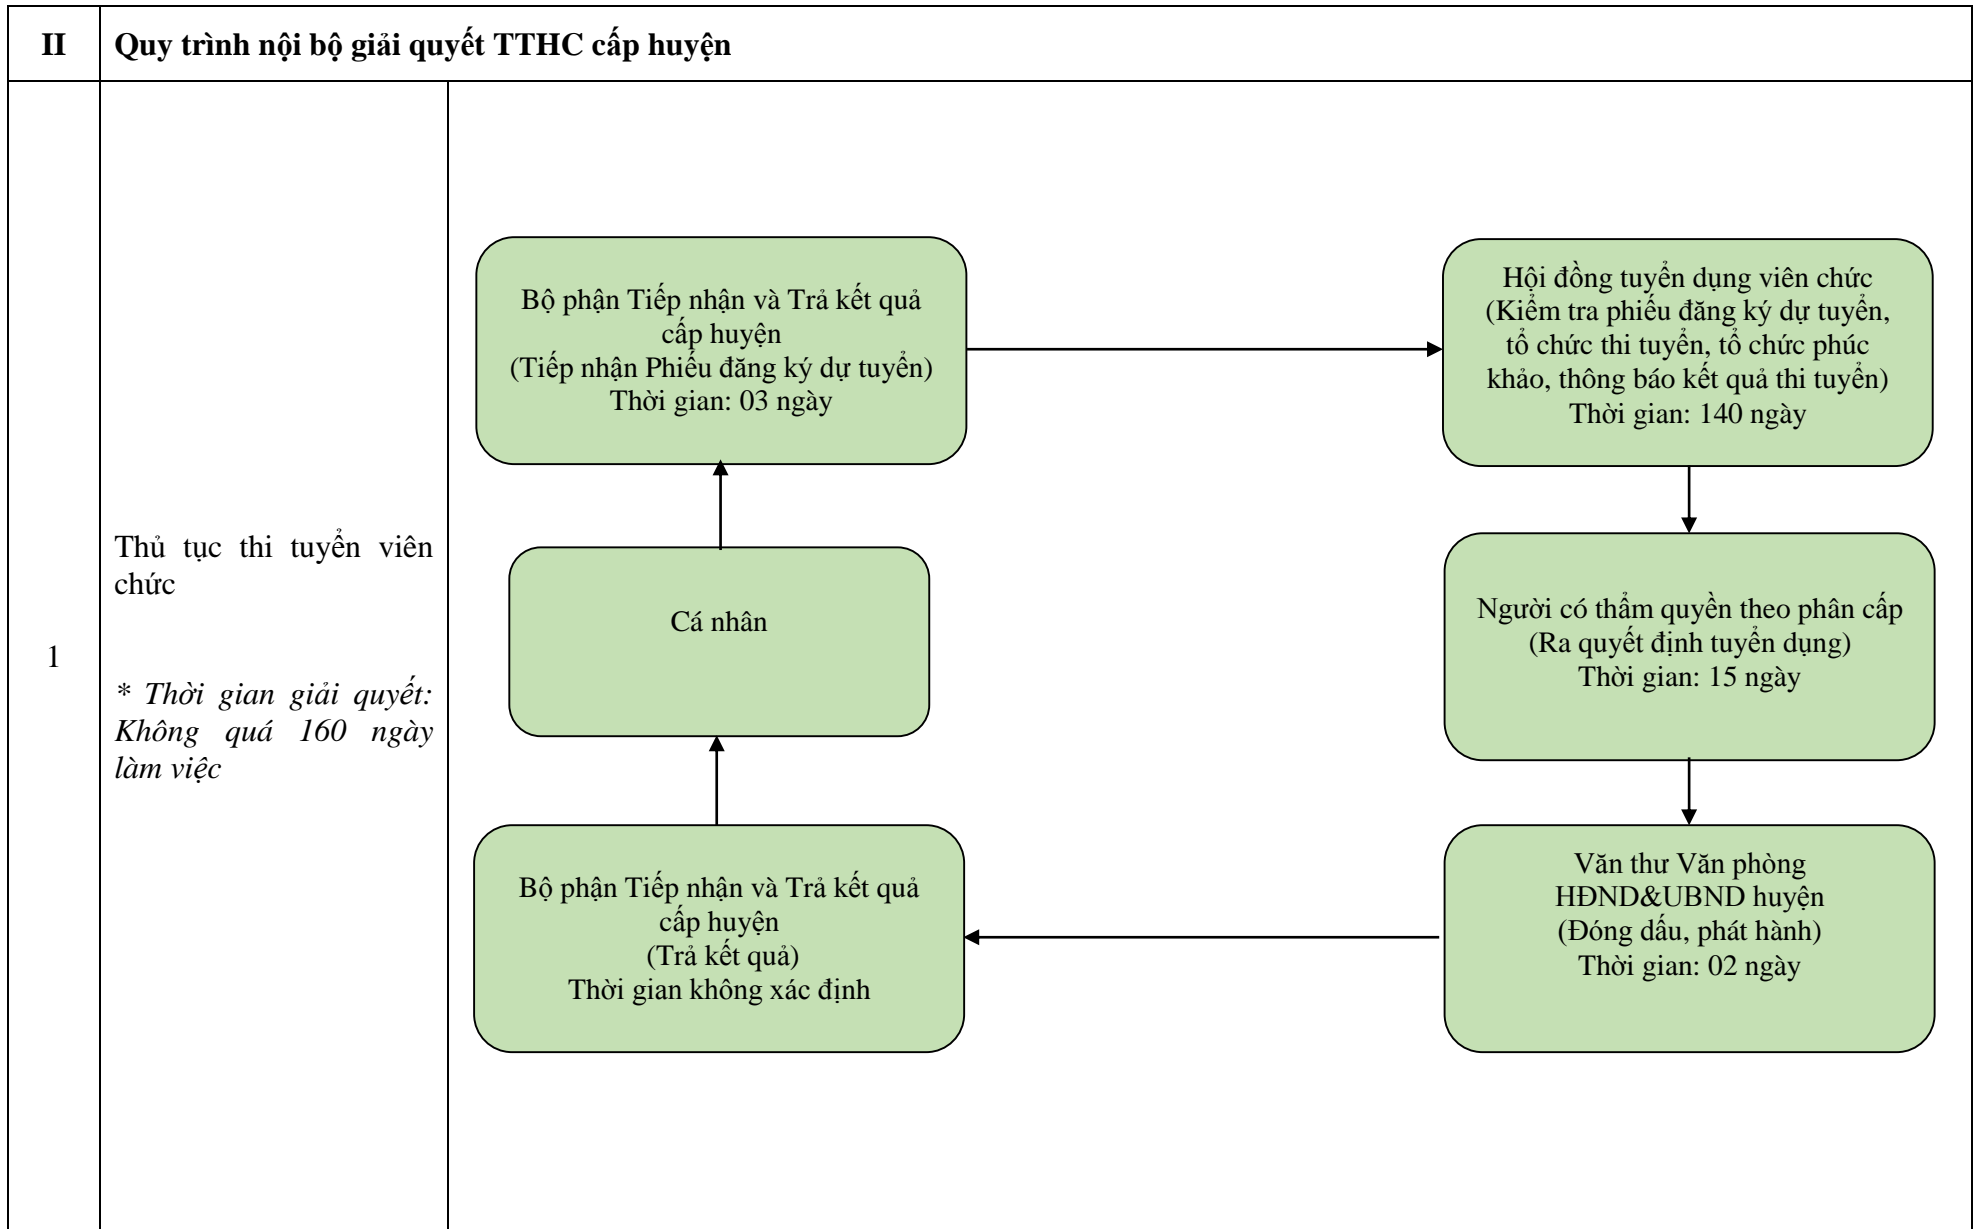 II
Quy trình nội bộ giải quyết TTHC cấp huyện
1
Thủ tục thi tuyển viên
chức
* Thời gian giải quyết:
Không quá 160 ngày
làm việc
Bộ phận Tiếp nhận và Trả kết quả
cấp huyện
(Tiếp nhận Phiếu đăng ký dự tuyển)
Thời gian: 03 ngày
Hội đồng tuyển dụng viên chức
(Kiểm tra phiếu đăng ký dự tuyển,
tổ chức thi tuyển, tổ chức phúc
khảo, thông báo kết quả thi tuyển)
Thời gian: 140 ngày
Cá nhân
Người có thẩm quyền theo phân cấp
(Ra quyết định tuyển dụng)
Thời gian: 15 ngày
Bộ phận Tiếp nhận và Trả kết quả
cấp huyện
(Trả kết quả)
Thời gian không xác định
Văn thư Văn phòng
HĐND&UBND huyện
(Đóng dấu, phát hành)
Thời gian: 02 ngày